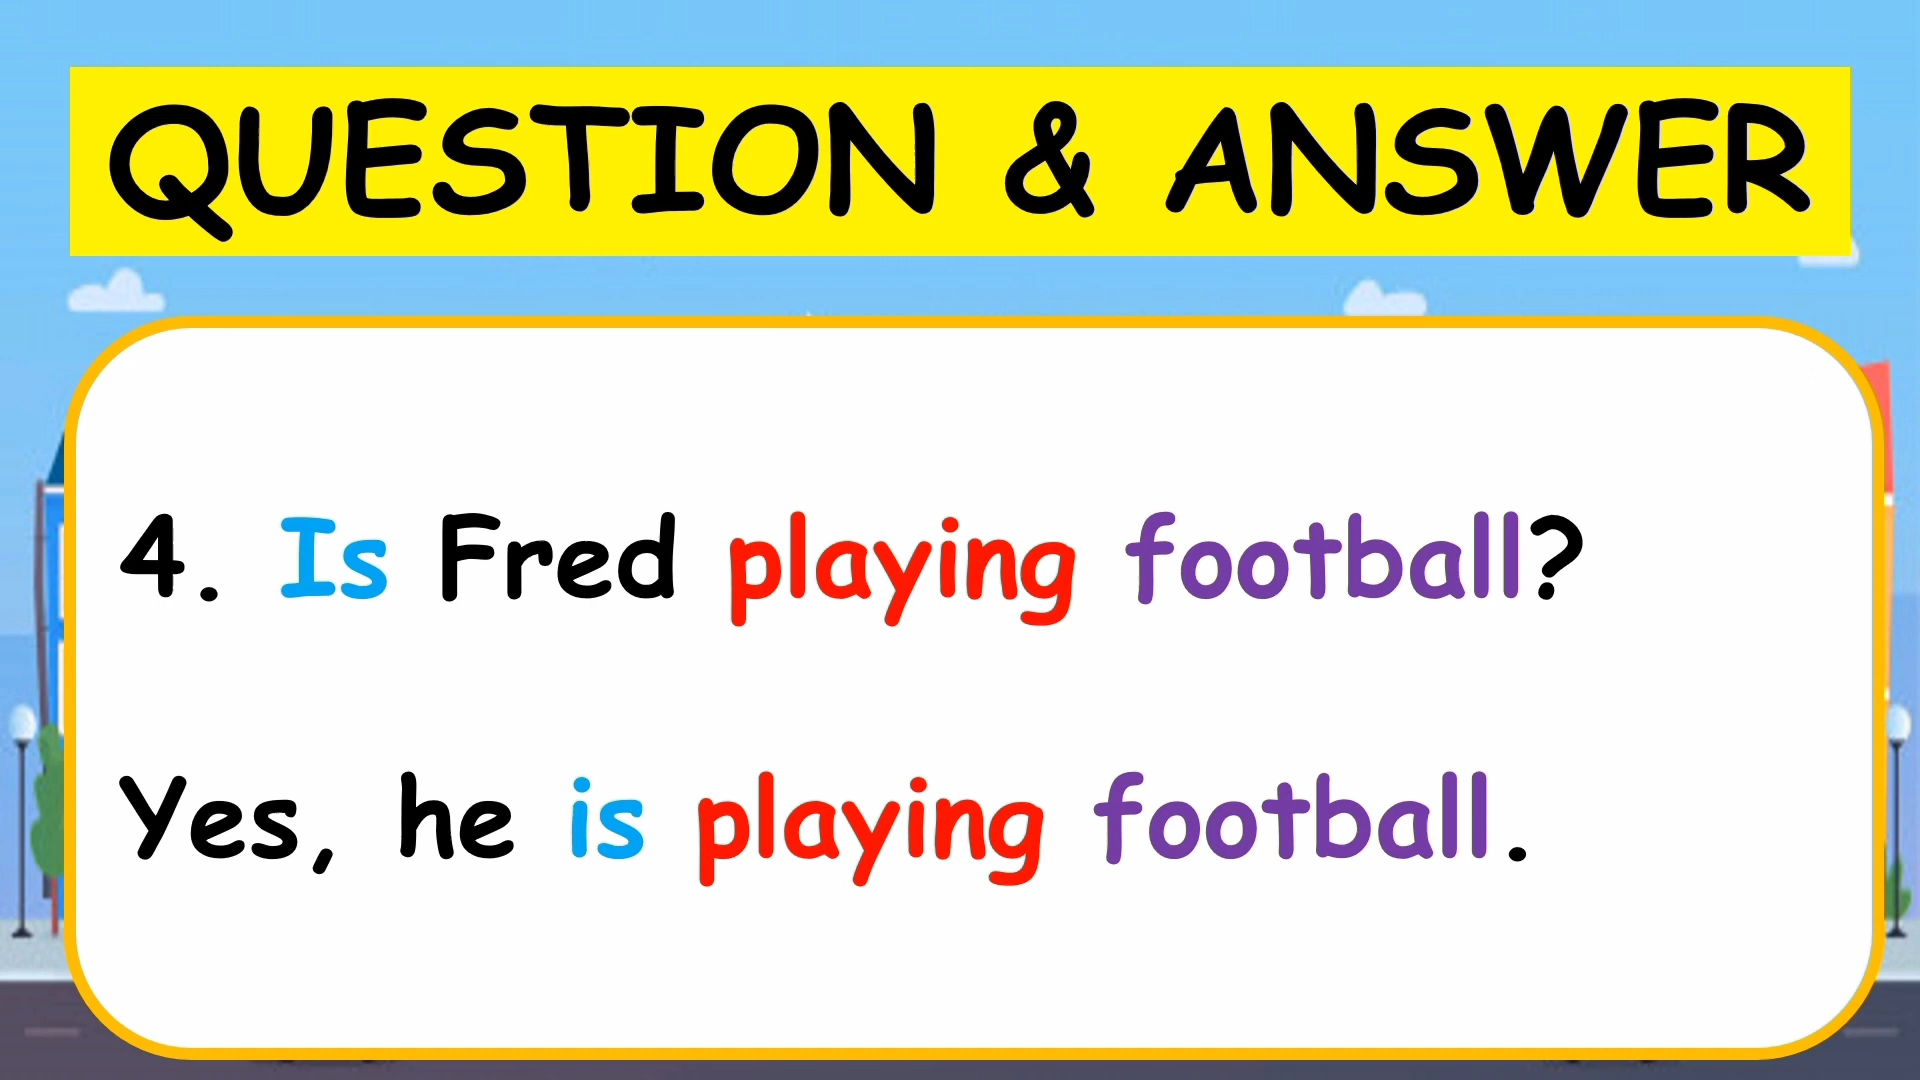 QUESTION & ANSWER
4. Is Fred playing football?
Yes, he is playing football.